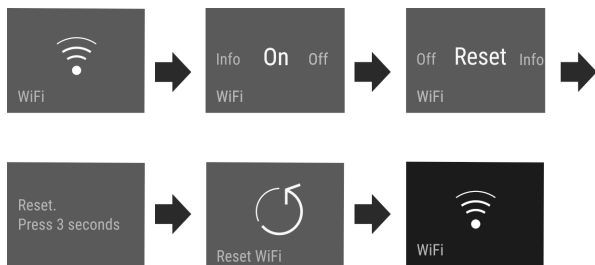 WiFi
Info On Off
WiFi
Off Reset Info
WiFi
Reset.
Press 3 seconds
Reset WiFi
WiFi